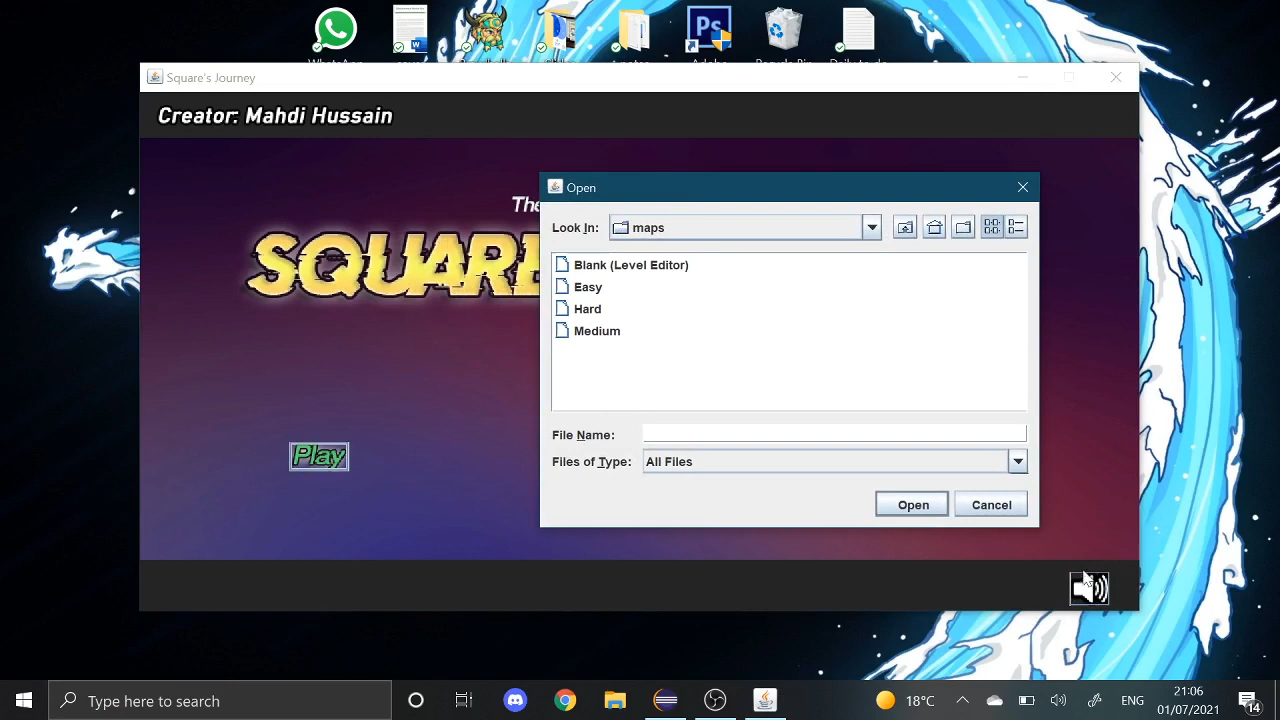 Square's Journey
Creator: Mahdi Hussain
The
SQUARE
Play
Open
Look In: maps
Blank (Level Editor)
Easy
Hard
Medium
File Name:
Files of Type: All Files
Open Cancel
Type here to search
18°C
ENG
21:06
01/07/2021
14
Ps